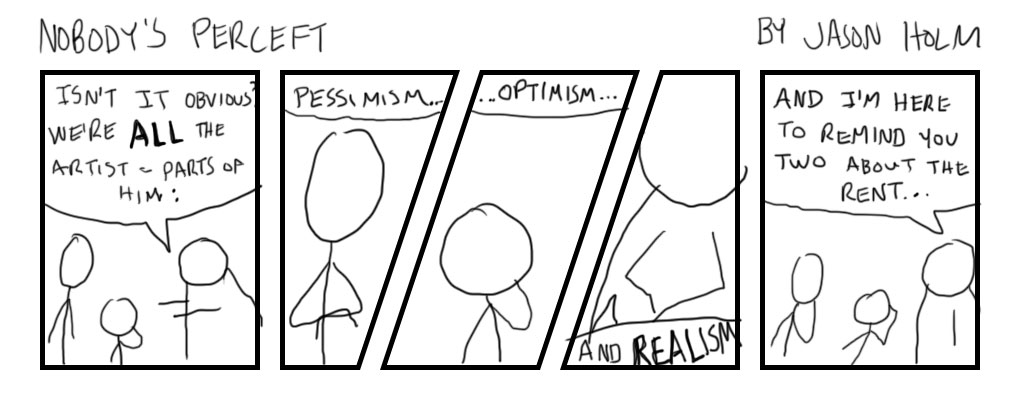 NOBODY'S PERCEFT
BY JASON HOLM
ISN'T IT OBVIOUS?
WE'RE ALL THE
ARTIST - PARTS OF
HIM:
PESSIMISM...
...OPTIMISM...
AND REALISM
AND I'M HERE
TO REMIND YOU
TWO ABOUT THE
RENT...